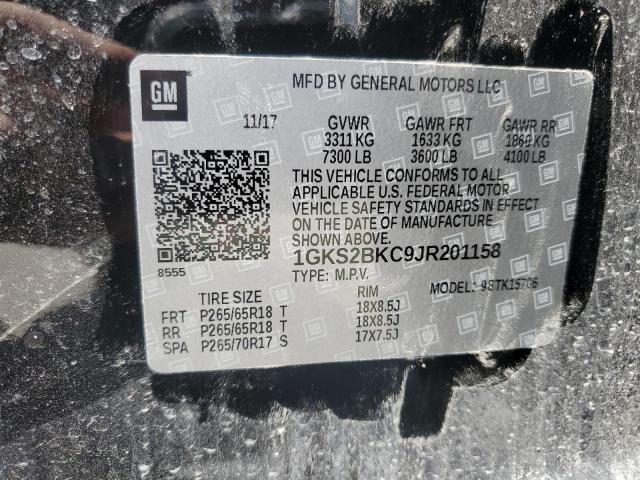 GM
MFD BY GENERAL MOTORS LLC
11/17 GVWR GAWR FRT GAWR RR
3311 KG 1633 KG 1860 KG
7300 LB 3600 LB 4100 LB
THIS VEHICLE CONFORMS TO ALL
APPLICABLE U.S. FEDERAL MOTOR
VEHICLE SAFETY STANDARDS IN EFFECT
ON THE DATE OF MANUFACTURE
SHOWN ABOVE.
8555
1GKS2BKC9JR201158
TYPE: M.P.V. MODEL: 98TK15706
TIRE SIZE RIM
FRT P265/65R18 T 18X8.5J
RR P265/65R18 T 18X8.5J
SPA P265/70R17 S 17X7.5J